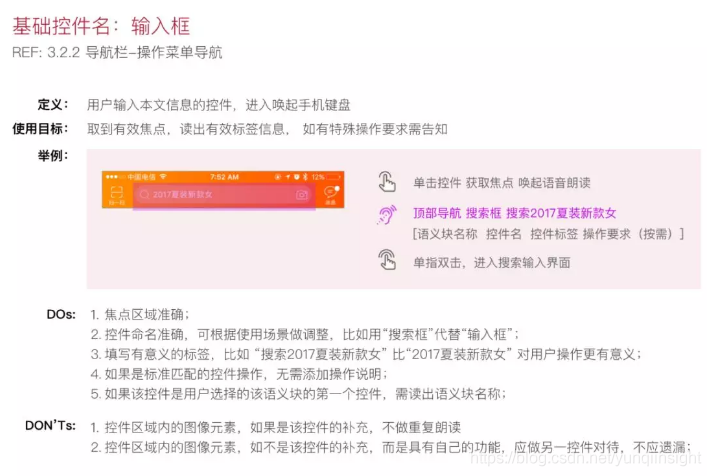 基础控件名：输入框
REF: 3.2.2 导航栏-操作菜单导航
定义： 用户输入本文信息的控件，进入唤起手机键盘
使用目标： 取到有效焦点，读出有效标签信息， 如有特殊操作要求需告知
举例：
中国电信 7:52 AM 12%
扫一扫 2017夏装新款女 消息
单击控件 获取焦点 唤起语音朗读
顶部导航 搜索框 搜索2017夏装新款女
[语义块名称 控件名 控件标签 操作要求（按需）]
单指双击，进入搜索输入界面
DOs: 1. 焦点区域准确；
2. 控件命名准确，可根据使用场景做调整，比如用“搜索框”代替“输入框”；
3. 填写有意义的标签，比如 “搜索2017夏装新款女” 比“2017夏装新款女” 对用户操作更有意义；
4. 如果是标准匹配的控件操作，无需添加操作说明；
5. 如果该控件是用户选择的该语义块的第一个控件，需读出语义块名称；
DON'Ts: 1. 控件区域内的图像元素，如果是该控件的补充，不做重复朗读
2. 控件区域内的图像元素，如不是该控件的补充，而是具有自己的功能，应做另一控件对待，不应遗漏；
https://blog.csdn.net/yunqiinsight